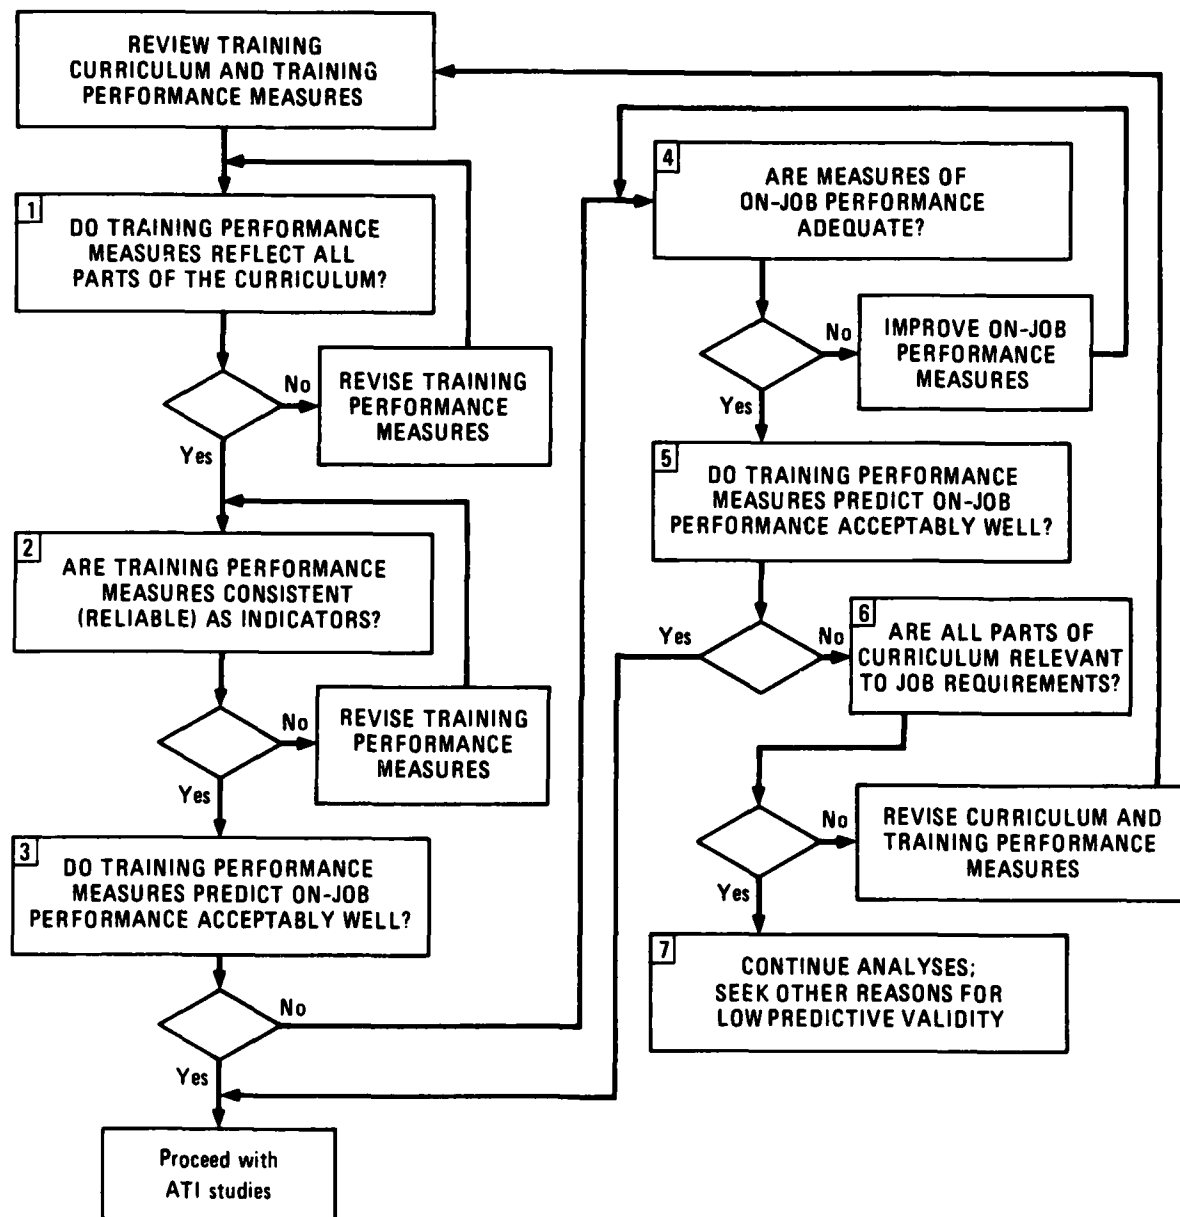 REVIEW TRAINING
CURRICULUM AND TRAINING
PERFORMANCE MEASURES
1
DO TRAINING PERFORMANCE
MEASURES REFLECT ALL
PARTS OF THE CURRICULUM?
No
REVISE TRAINING
PERFORMANCE
MEASURES
Yes
2
ARE TRAINING PERFORMANCE
MEASURES CONSISTENT
(RELIABLE) AS INDICATORS?
No
REVISE TRAINING
PERFORMANCE
MEASURES
Yes
3
DO TRAINING PERFORMANCE
MEASURES PREDICT ON-JOB
PERFORMANCE ACCEPTABLY WELL?
No
Yes
Proceed with
ATI studies
4
ARE MEASURES OF
ON-JOB PERFORMANCE
ADEQUATE?
No
IMPROVE ON-JOB
PERFORMANCE
MEASURES
Yes
5
DO TRAINING PERFORMANCE
MEASURES PREDICT ON-JOB
PERFORMANCE ACCEPTABLY WELL?
Yes
No
6
ARE ALL PARTS OF
CURRICULUM RELEVANT
TO JOB REQUIREMENTS?
No
REVISE CURRICULUM AND
TRAINING PERFORMANCE
MEASURES
Yes
7
CONTINUE ANALYSES;
SEEK OTHER REASONS FOR
LOW PREDICTIVE VALIDITY